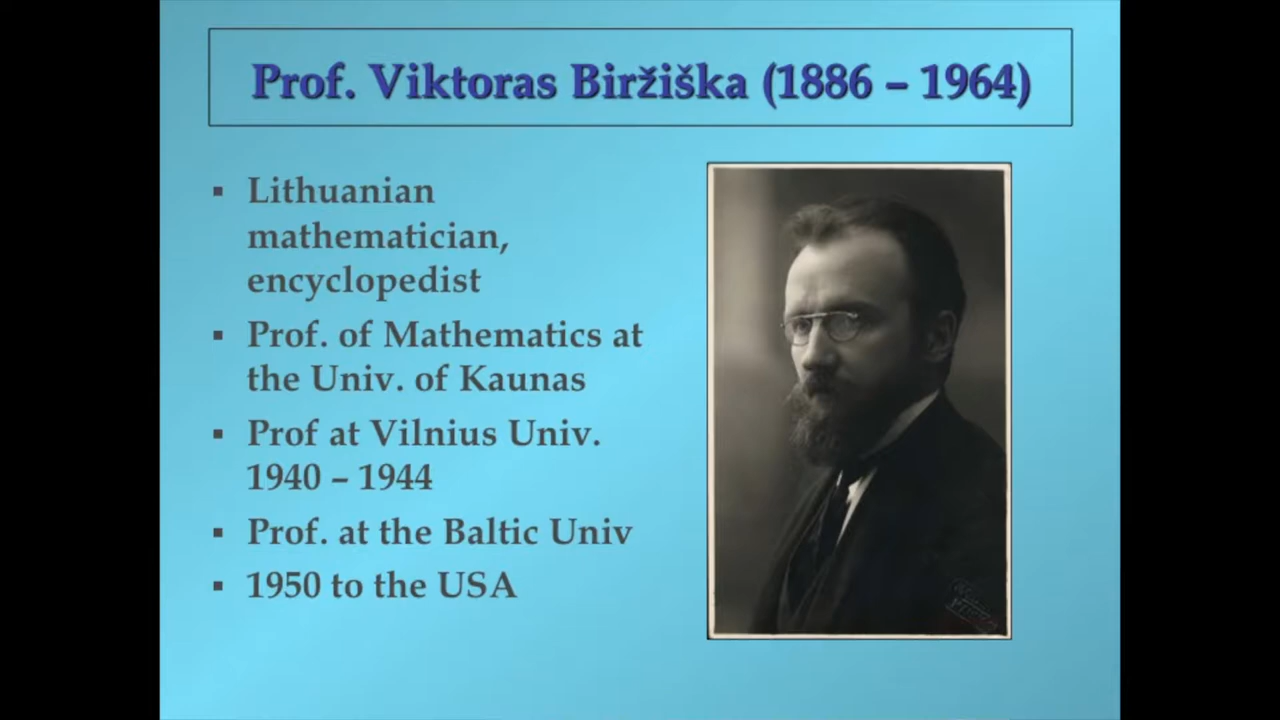 Prof. Viktoras Biržiška (1886 – 1964)
▪ Lithuanian
mathematician,
encyclopedist
▪ Prof. of Mathematics at
the Univ. of Kaunas
▪ Prof at Vilnius Univ.
1940 – 1944
▪ Prof. at the Baltic Univ
▪ 1950 to the USA